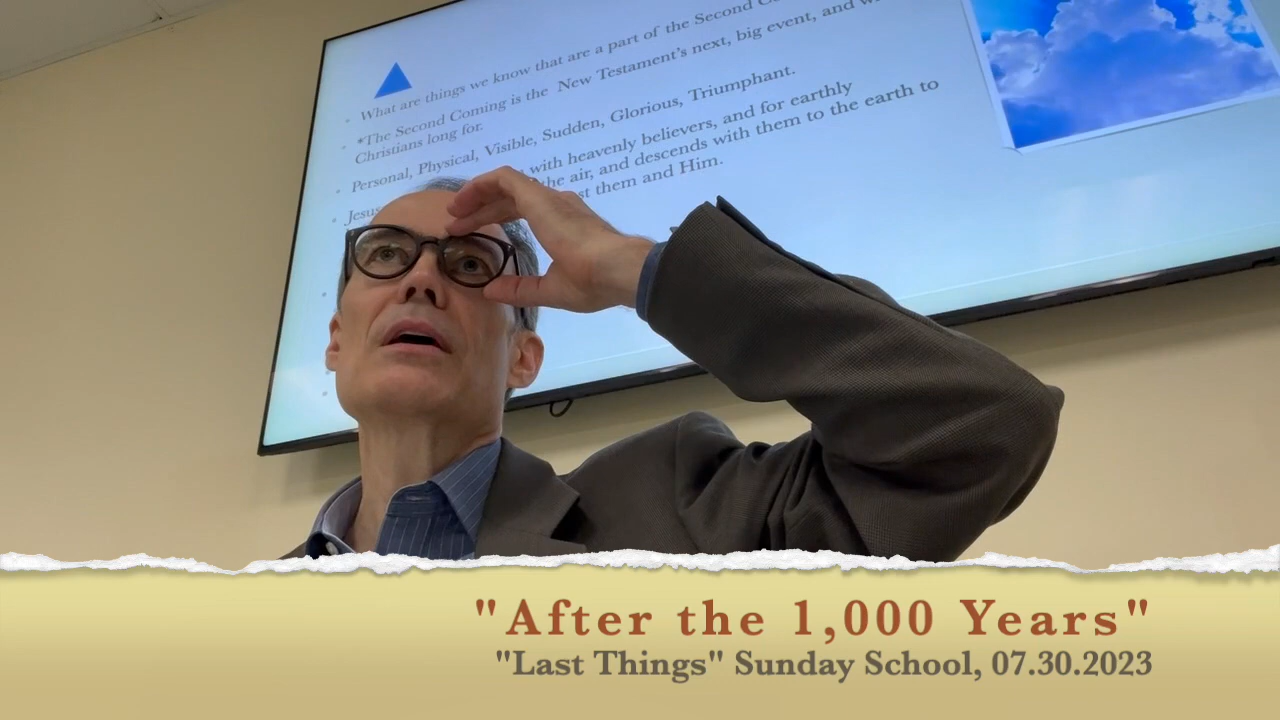 What are things we know that are a part of the Second
*The Second Coming is the New Testament's next, big event, and
Christians long for.
Personal, Physical, Visible, Sudden, Glorious, Triumphant.
Jesus with heavenly believers, and for earthly
the air, and descends with them to the earth to
them and Him.
"After the 1,000 Years"
"Last Things" Sunday School, 07.30.2023